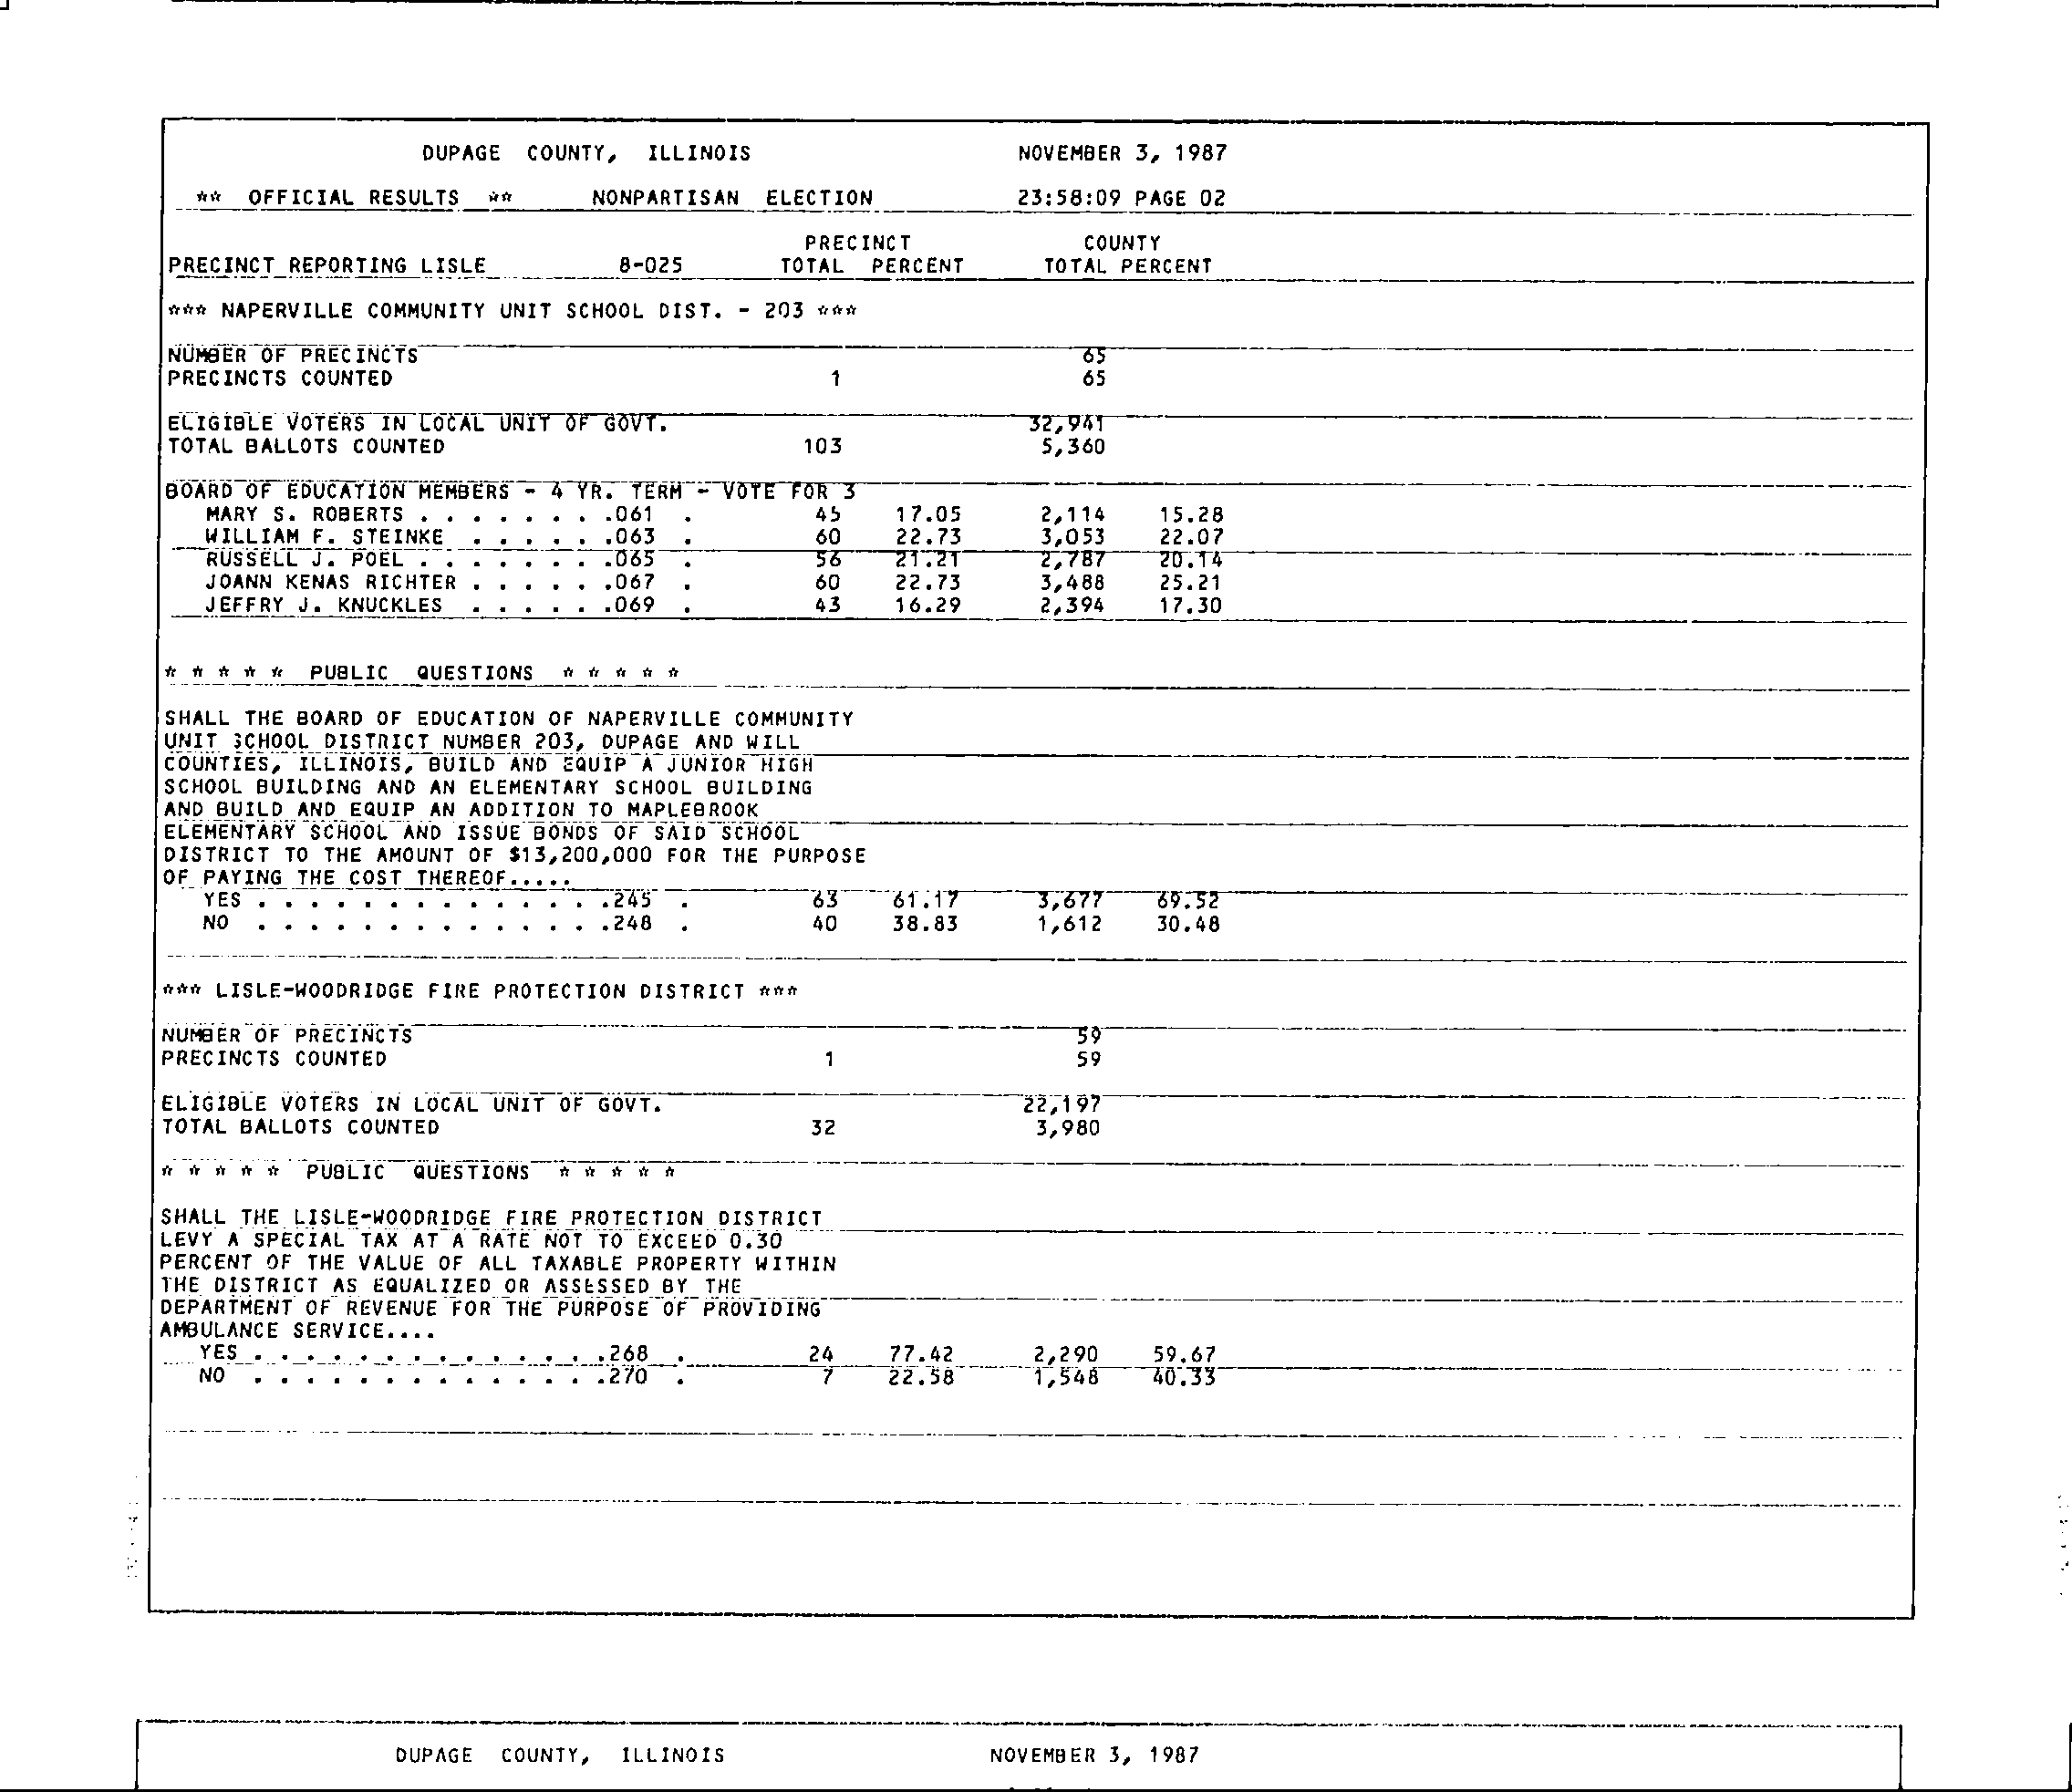 DUPAGE COUNTY, ILLINOIS NOVEMBER 3, 1987
** OFFICIAL RESULTS ** NONPARTISAN ELECTION 23:58:09 PAGE 02
PRECINCT COUNTY
PRECINCT REPORTING LISLE 8-025 TOTAL PERCENT TOTAL PERCENT
*** NAPERVILLE COMMUNITY UNIT SCHOOL DIST. - 203 ***
NUMBER OF PRECINCTS 65
PRECINCTS COUNTED 1 65
ELIGIBLE VOTERS IN LOCAL UNIT OF GOVT. 32,941
TOTAL BALLOTS COUNTED 103 5,360
BOARD OF EDUCATION MEMBERS - 4 YR. TERM - VOTE FOR 3
MARY S. ROBERTS . . . . . . . .061 . 45 17.05 2,114 15.28
WILLIAM F. STEINKE . . . . . .063 . 60 22.73 3,053 22.07
RUSSELL J. POEL . . . . . . . .065 . 56 21.21 2,787 20.14
JOANN KENAS RICHTER . . . . . .067 . 60 22.73 3,488 25.21
JEFFRY J. KNUCKLES . . . . . .069 . 43 16.29 2,394 17.30
* * * * * PUBLIC QUESTIONS * * * * *
SHALL THE BOARD OF EDUCATION OF NAPERVILLE COMMUNITY
UNIT SCHOOL DISTRICT NUMBER 203, DUPAGE AND WILL
COUNTIES, ILLINOIS, BUILD AND EQUIP A JUNIOR HIGH
SCHOOL BUILDING AND AN ELEMENTARY SCHOOL BUILDING
AND BUILD AND EQUIP AN ADDITION TO MAPLEBROOK
ELEMENTARY SCHOOL AND ISSUE BONDS OF SAID SCHOOL
DISTRICT TO THE AMOUNT OF $13,200,000 FOR THE PURPOSE
OF PAYING THE COST THEREOF.....
YES . . . . . . . . . . . . . .245 . 63 61.17 3,677 69.52
NO . . . . . . . . . . . . . .248 . 40 38.83 1,612 30.48
*** LISLE-WOODRIDGE FIRE PROTECTION DISTRICT ***
NUMBER OF PRECINCTS 59
PRECINCTS COUNTED 1 59
ELIGIBLE VOTERS IN LOCAL UNIT OF GOVT. 22,197
TOTAL BALLOTS COUNTED 32 3,980
* * * * * PUBLIC QUESTIONS * * * * *
SHALL THE LISLE-WOODRIDGE FIRE PROTECTION DISTRICT
LEVY A SPECIAL TAX AT A RATE NOT TO EXCEED 0.30
PERCENT OF THE VALUE OF ALL TAXABLE PROPERTY WITHIN
THE DISTRICT AS EQUALIZED OR ASSESSED BY THE
DEPARTMENT OF REVENUE FOR THE PURPOSE OF PROVIDING
AMBULANCE SERVICE....
YES . . . . . . . . . . . . . .268 . 24 77.42 2,290 59.67
NO . . . . . . . . . . . . . .270 . 7 22.58 1,548 40.33
DUPAGE COUNTY, ILLINOIS NOVEMBER 3, 1987